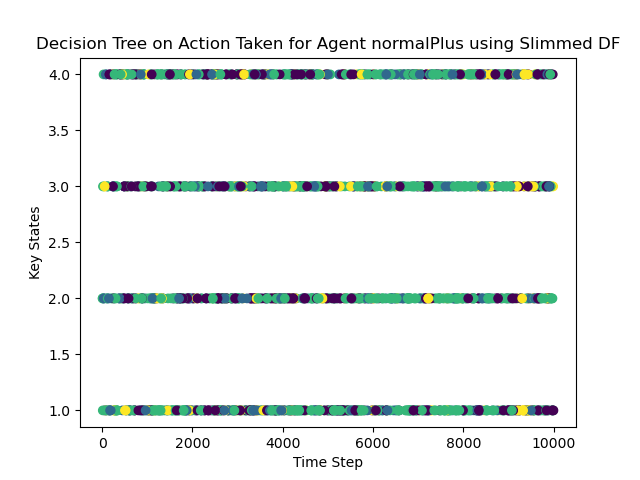 Decision Tree on Action Taken for Agent normalPlus using Slimmed DF
4.0
3.5
3.0
2.5
2.0
1.5
1.0
Key States
0 2000 4000 6000 8000 10000
Time Step